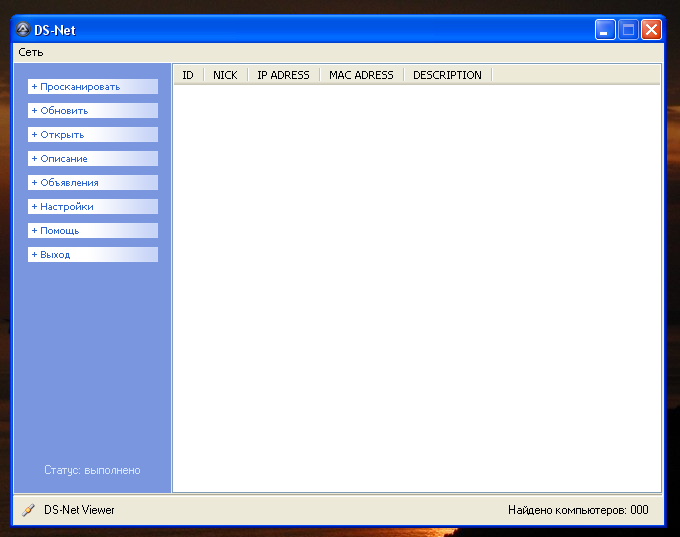 DS-Net
Сеть
+ Просканировать
+ Обновить
+ Открыть
+ Описание
+ Объявления
+ Настройки
+ Помощь
+ Выход
Статус: выполнено
ID NICK IP ADRESS MAC ADRESS DESCRIPTION
DS-Net Viewer Найдено компьютеров: 000